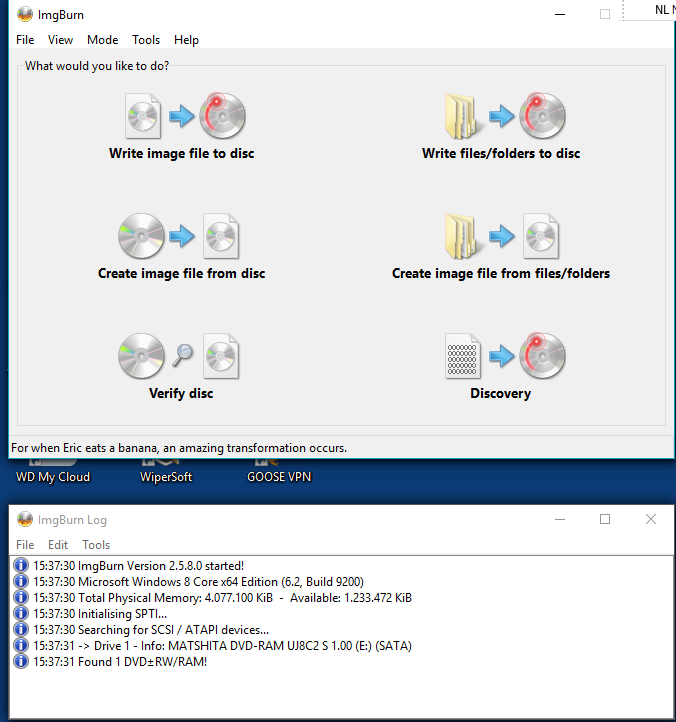 ImgBurn
NL
File View Mode Tools Help
What would you like to do?
Write image file to disc
Write files/folders to disc
Create image file from disc
Create image file from files/folders
Verify disc
Discovery
For when Eric eats a banana, an amazing transformation occurs.
WD My Cloud
WiperSoft
GOOSE VPN
ImgBurn Log
File Edit Tools
15:37:30 ImgBurn Version 2.5.8.0 started!
15:37:30 Microsoft Windows 8 Core x64 Edition (6.2, Build 9200)
15:37:30 Total Physical Memory: 4.077.100 KiB - Available: 1.233.472 KiB
15:37:30 Initialising SPTI...
15:37:30 Searching for SCSI / ATAPI devices...
15:37:31 -> Drive 1 - Info: MATSHITA DVD-RAM UJ8C2 S 1.00 (E:) (SATA)
15:37:31 Found 1 DVD±RW/RAM!